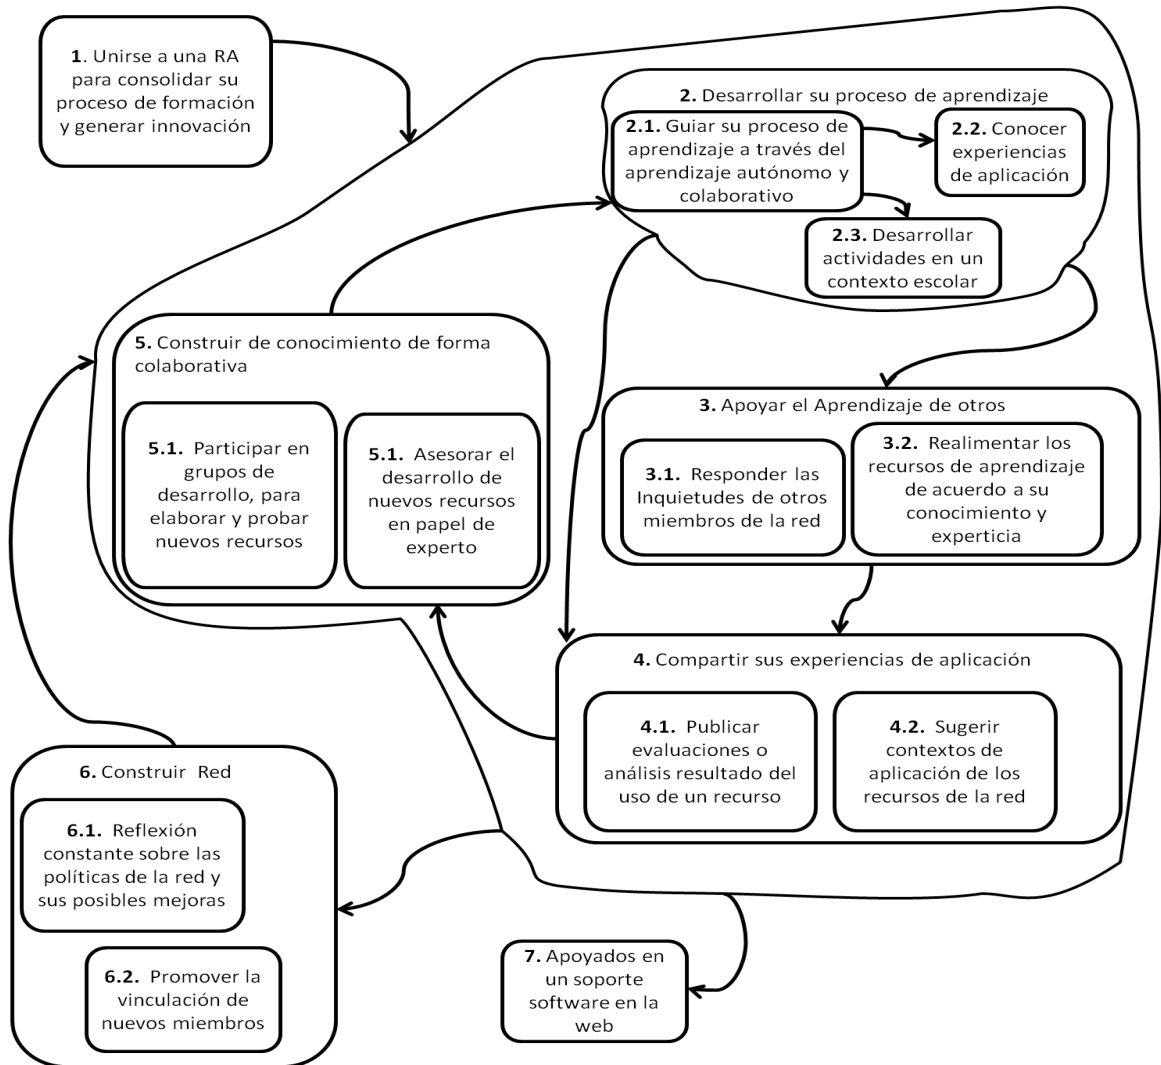 1. Unirse a una RA
para consolidar su
proceso de formación
y generar innovación
2. Desarrollar su proceso de aprendizaje
2.1. Guiar su proceso de
aprendizaje a través del
aprendizaje autónomo y
colaborativo
2.2. Conocer
experiencias
de aplicación
2.3. Desarrollar
actividades en un
contexto escolar
3. Apoyar el Aprendizaje de otros
3.1. Responder las
Inquietudes de otros
miembros de la red
3.2. Realimentar los
recursos de aprendizaje
de acuerdo a su
conocimiento y
experticia
4. Compartir sus experiencias de aplicación
4.1. Publicar
evaluaciones o
análisis resultado del
uso de un recurso
4.2. Sugerir
contextos de
aplicación de los
recursos de la red
5. Construir de conocimiento de forma
colaborativa
5.1. Participar en
grupos de
desarrollo, para
elaborar y probar
nuevos recursos
5.1. Asesorar el
desarrollo de
nuevos recursos
en papel de
experto
6. Construir Red
6.1. Reflexión
constante sobre las
políticas de la red y
sus posibles mejoras
6.2. Promover la
vinculación de
nuevos miembros
7. Apoyados en
un soporte
software en la
web